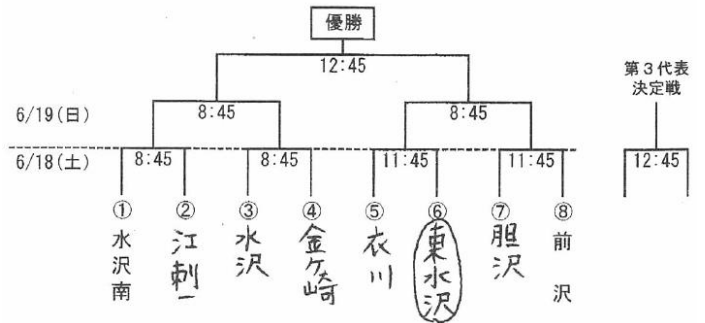 優勝
12:45
第3代表
決定戦
6/19(日)
8:45
8:45
6/18(土)
8:45
8:45
11:45
11:45
12:45
①
②
③
④
⑤
⑥
⑦
⑧
水沢南
江刺一
水沢
金ケ崎
衣川
東水沢
胆沢
前沢